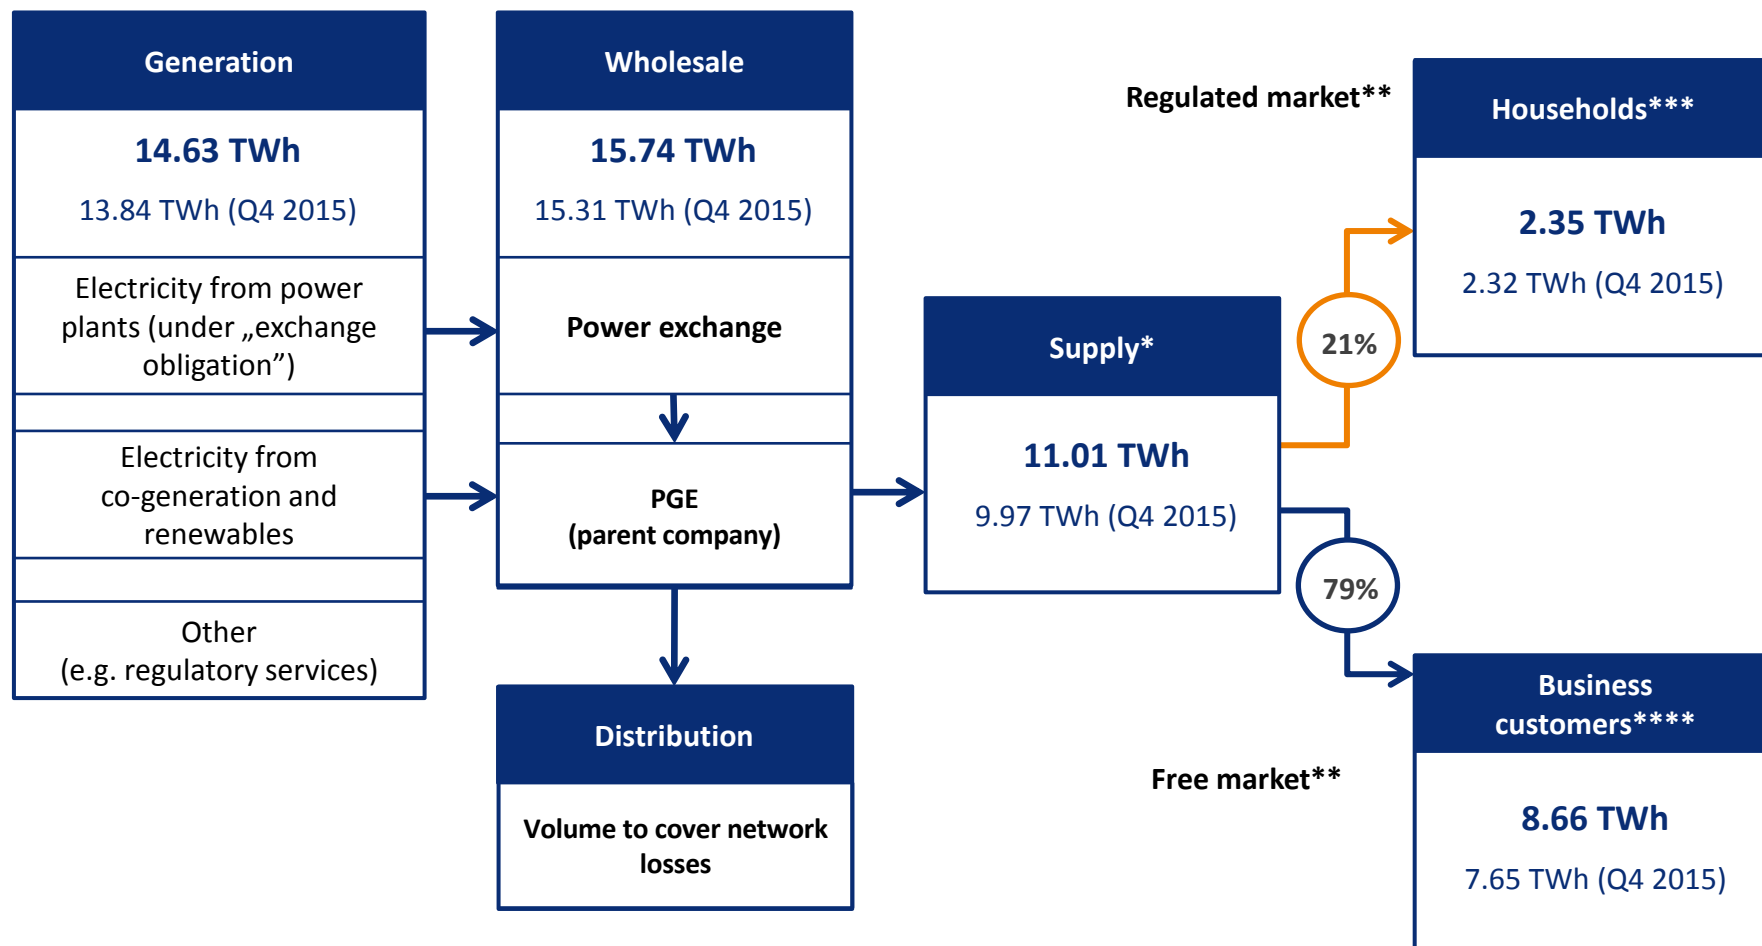 Generation
14.63 TWh
13.84 TWh (Q4 2015)
Electricity from power
plants (under „exchange
obligation”)
Electricity from
co-generation and
renewables
Other
(e.g. regulatory services)
Wholesale
15.74 TWh
15.31 TWh (Q4 2015)
Power exchange
PGE
(parent company)
Distribution
Volume to cover network
losses
Supply*
11.01 TWh
9.97 TWh (Q4 2015)
Regulated market**
21%
Households***
2.35 TWh
2.32 TWh (Q4 2015)
79%
Free market**
Business
customers****
8.66 TWh
7.65 TWh (Q4 2015)